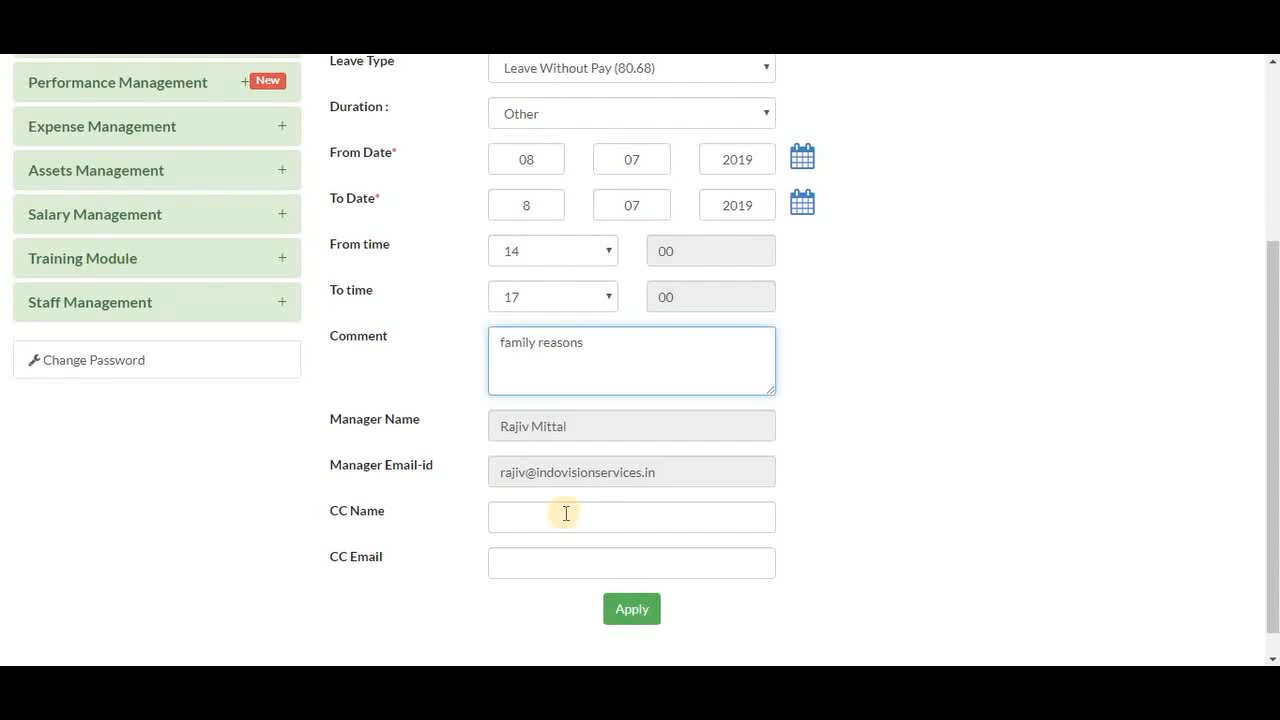 Performance Management + New
Expense Management +
Assets Management +
Salary Management +
Training Module +
Staff Management +
Change Password
Leave Type Leave Without Pay (80.68)
Duration : Other
From Date* 08 07 2019
To Date* 8 07 2019
From time 14 00
To time 17 00
Comment family reasons
Manager Name Rajiv Mittal
Manager Email-id rajiv@indovisionservices.in
CC Name
CC Email
Apply